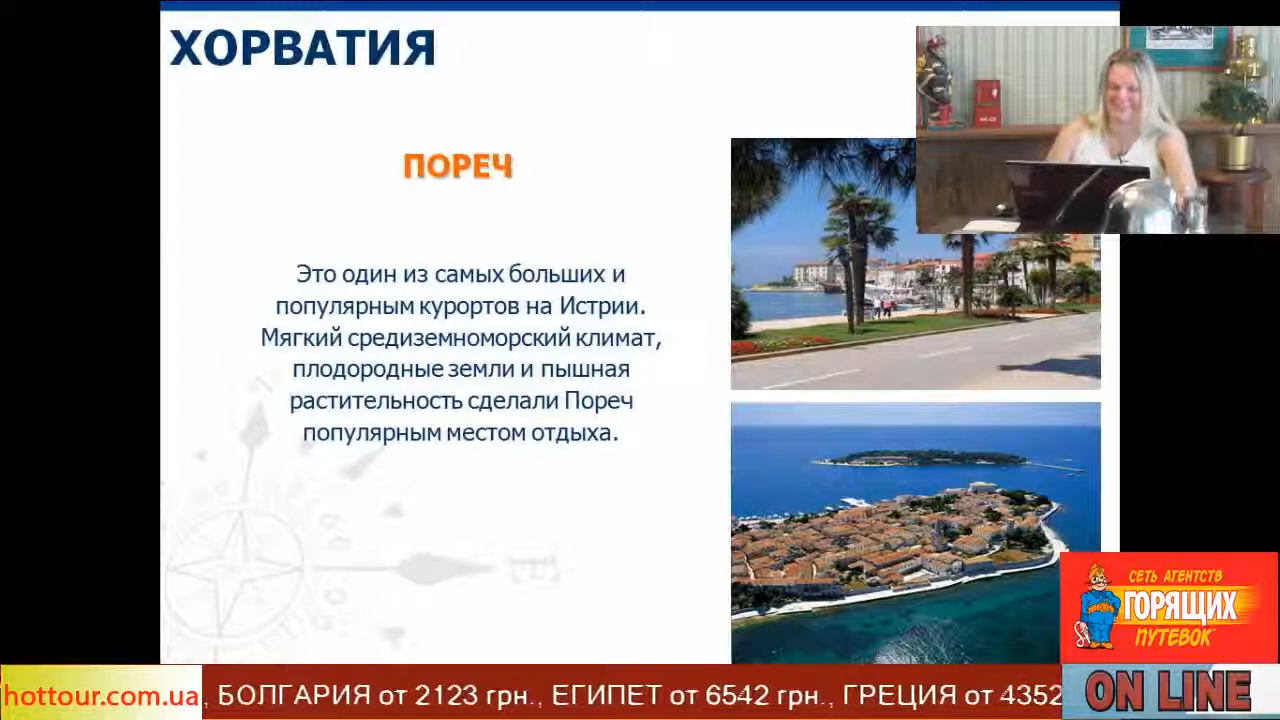 ХОРВАТИЯ
ПОРЕЧ
Это один из самых больших и
популярным курортов на Истрии.
Мягкий средиземноморский климат,
плодородные земли и пышная
растительность сделали Пореч
популярным местом отдыха.
СЕТЬ АГЕНТСТВ
ГОРЯЩИХ
ПУТЕВОК
hottour.com.ua
, БОЛГАРИЯ от 2123 грн., ЕГИПЕТ от 6542 грн., ГРЕЦИЯ от 4352
ON LINE